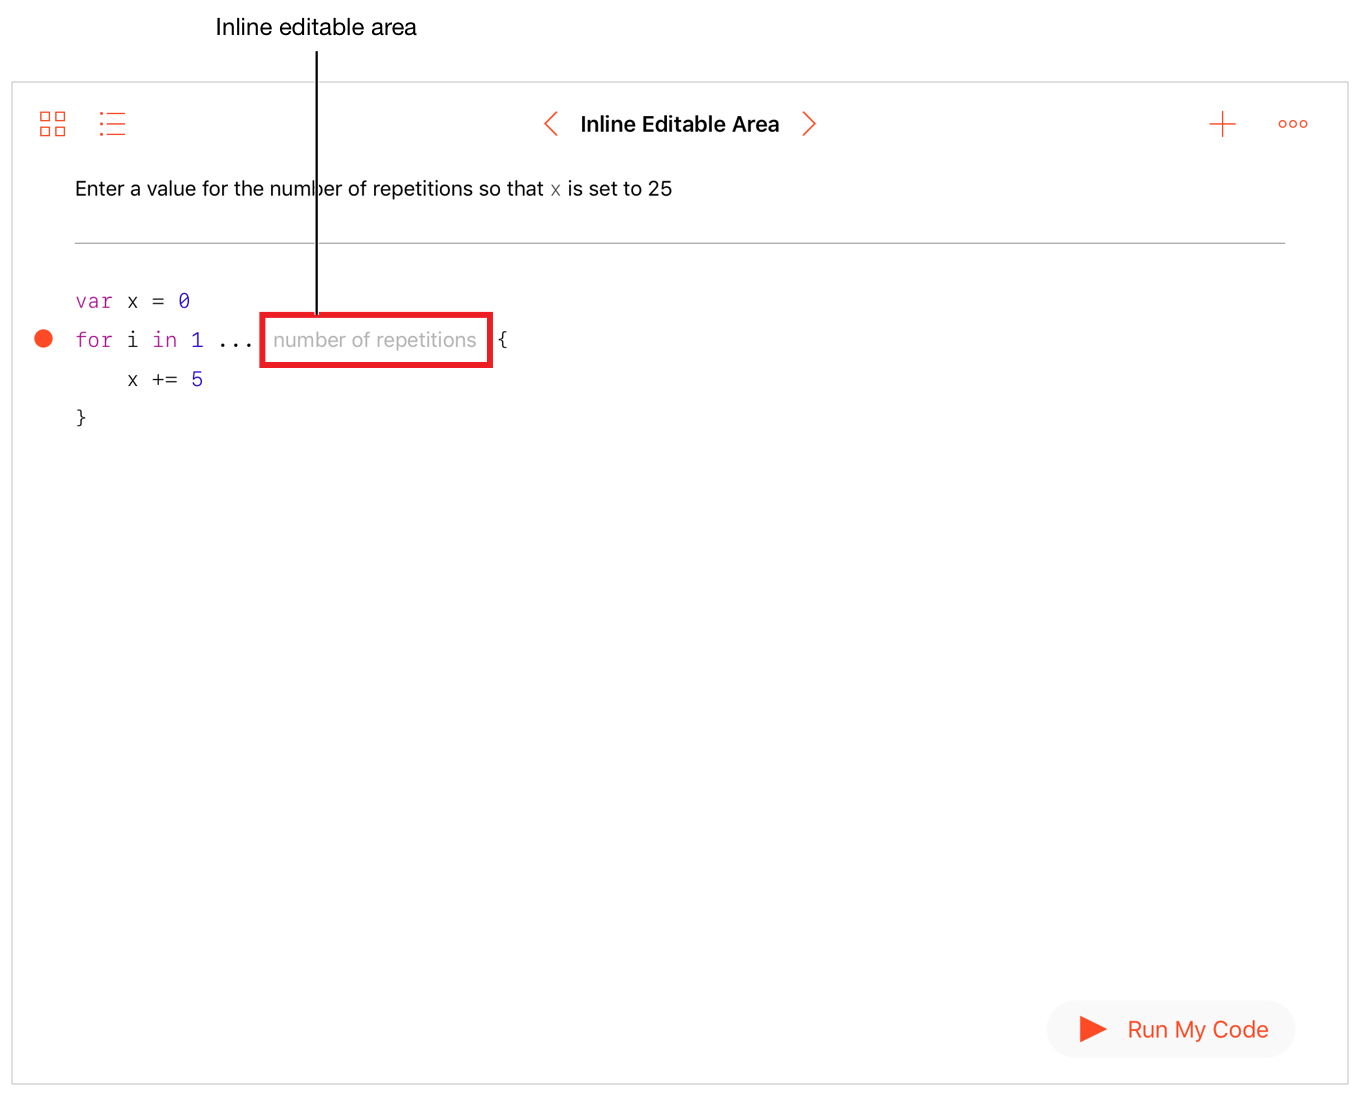 Inline editable area
Inline Editable Area
Enter a value for the number of repetitions so that x is set to 25
var x = 0
for i in 1 ... number of repetitions {
x += 5
}
Run My Code